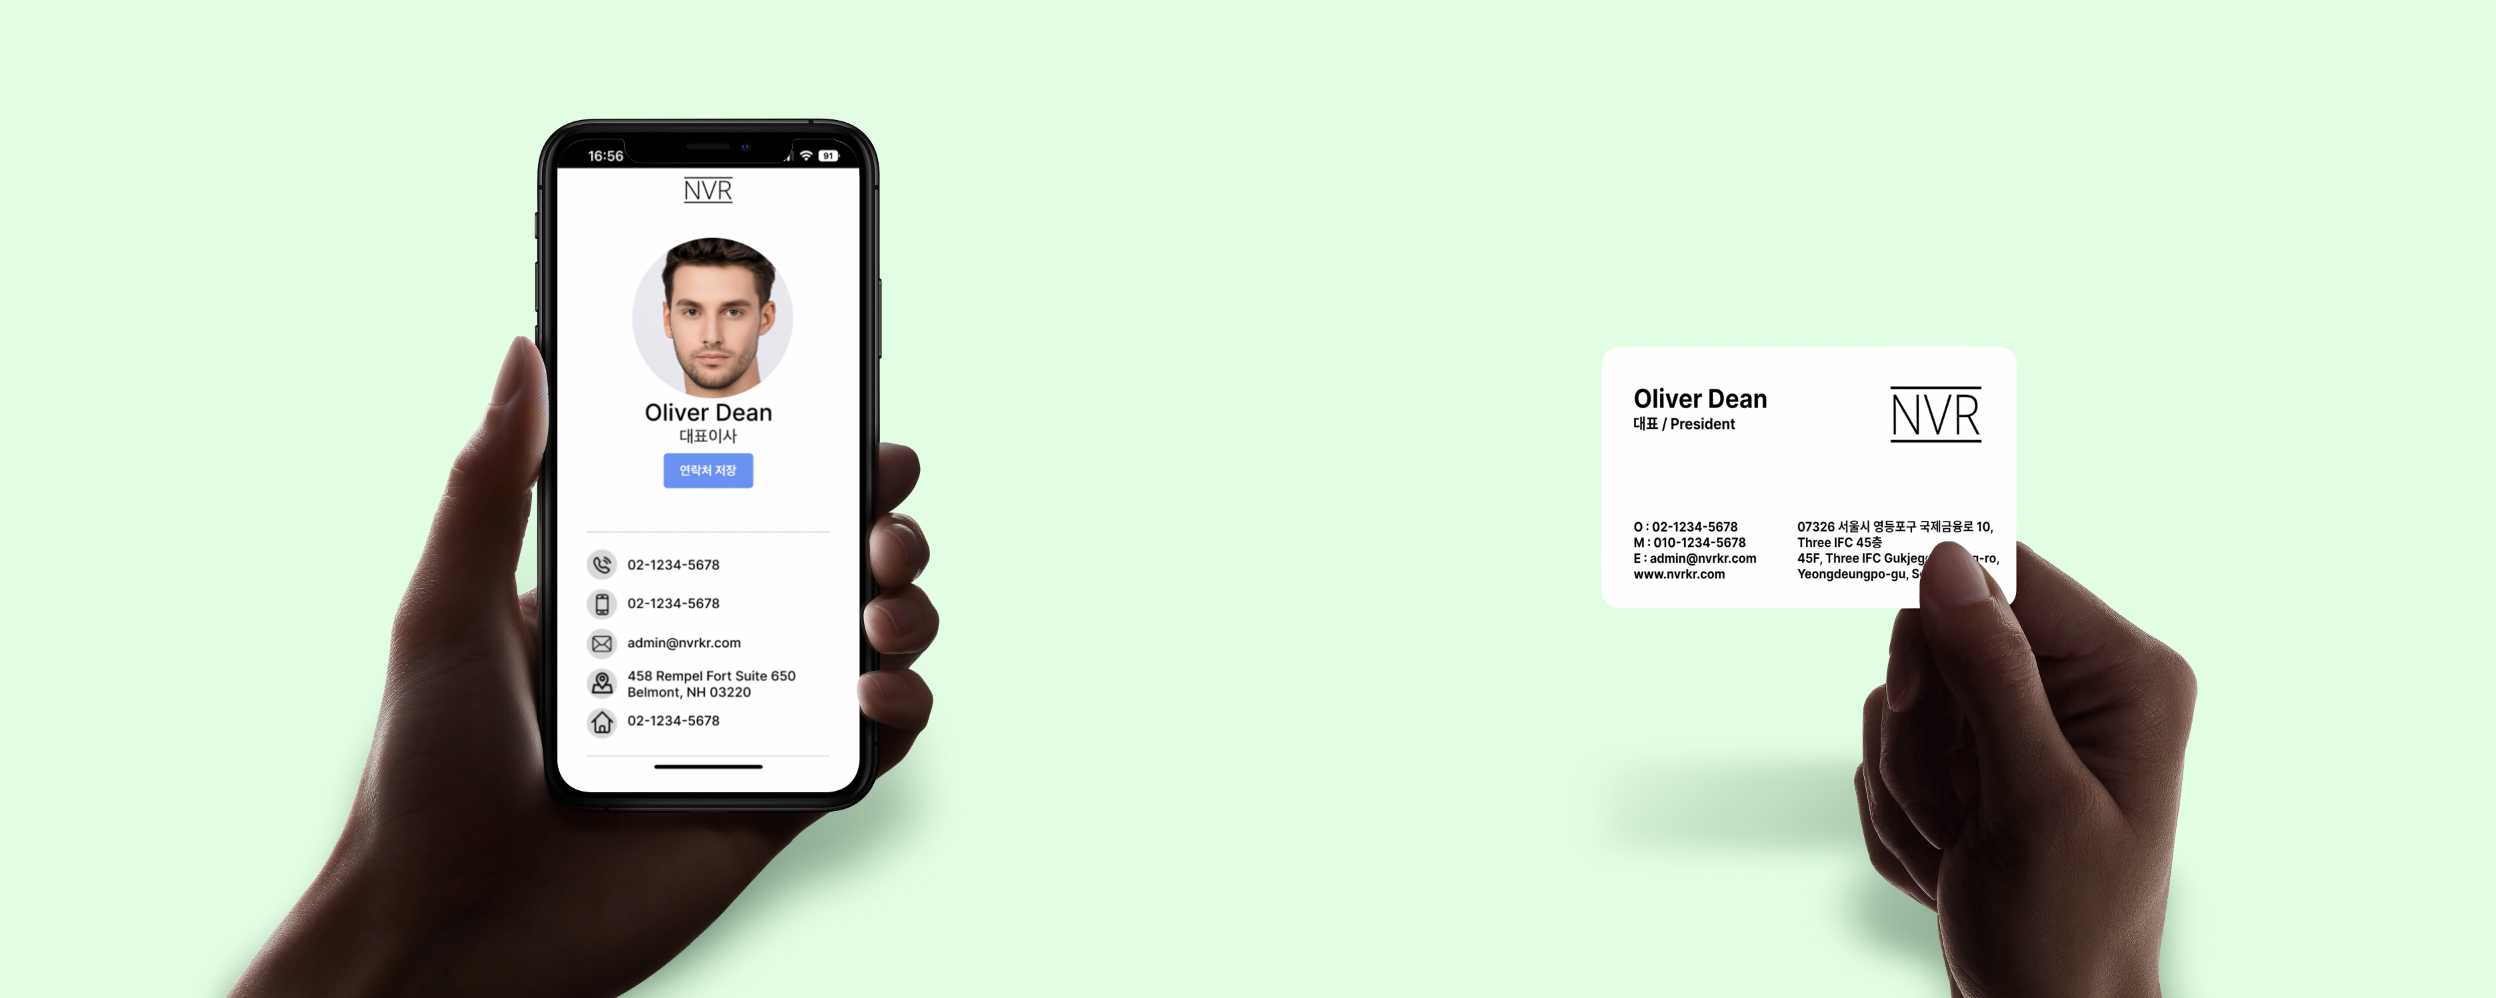 16:56
91
NVR
Oliver Dean
대표이사
연락처 저장
02-1234-5678
02-1234-5678
admin@nvrkr.com
458 Rempel Fort Suite 650
Belmont, NH 03220
02-1234-5678
Oliver Dean
대표 / President
NVR
O : 02-1234-5678
M : 010-1234-5678
E : admin@nvrkr.com
www.nvrkr.com
07326 서울시 영등포구 국제금융로 10,
Three IFC 45층
45F, Three IFC
Yeongdeungpo-gu,